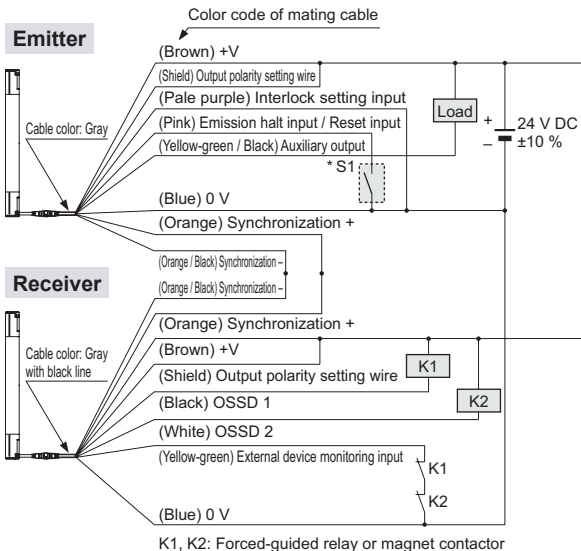 Color code of mating cable
Emitter
(Brown) +V
(Shield) Output polarity setting wire
(Pale purple) Interlock setting input
(Pink) Emission halt input / Reset input
(Yellow-green / Black) Auxiliary output
Cable color: Gray
Load
+
–
24 V DC
±10 %
* S1
(Blue) 0 V
(Orange) Synchronization +
(Orange / Black) Synchronization –
(Orange / Black) Synchronization –
Receiver
(Orange) Synchronization +
(Brown) +V
(Shield) Output polarity setting wire
(Black) OSSD 1
(White) OSSD 2
(Yellow-green) External device monitoring input
Cable color: Gray
with black line
K1
K2
K1
K2
(Blue) 0 V
K1, K2: Forced-guided relay or magnet contactor